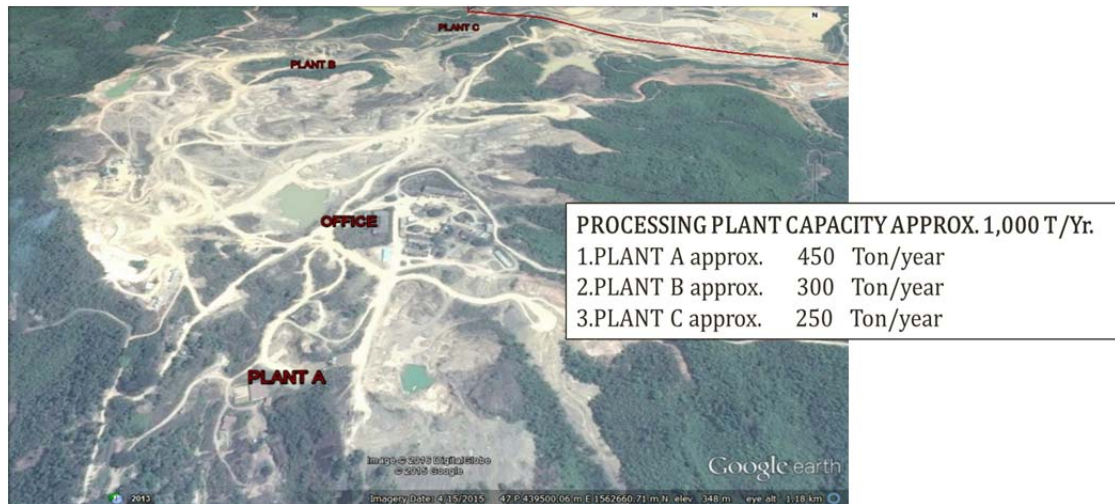 PLANT C
N
PLANT B
OFFICE
PROCESSING PLANT CAPACITY APPROX. 1,000 T/Yr.
1.PLANT A approx. 450 Ton/year
2.PLANT B approx. 300 Ton/year
3.PLANT C approx. 250 Ton/year
PLANT A
Image © 2015 DigitalGlobe
© 2015 Google
Google earth
2013
Imagery Date: 4/15/2015 47 P 439500.06 m E 1562660.71 m N elev 348 m eye alt 1.18 km